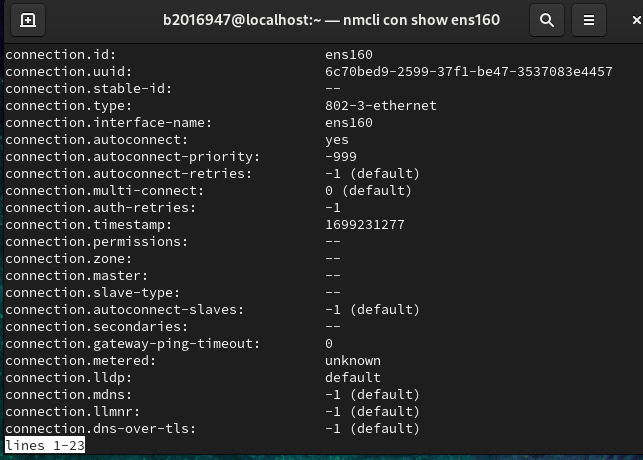 b2016947@localhost:~ — nmcli con show ens160
connection.id: ens160
connection.uuid: 6c70bed9-2599-37f1-be47-3537083e4457
connection.stable-id: --
connection.type: 802-3-ethernet
connection.interface-name: ens160
connection.autoconnect: yes
connection.autoconnect-priority: -999
connection.autoconnect-retries: -1 (default)
connection.multi-connect: 0 (default)
connection.auth-retries: -1
connection.timestamp: 1699231277
connection.permissions: --
connection.zone: --
connection.master: --
connection.slave-type: --
connection.autoconnect-slaves: -1 (default)
connection.secondaries: --
connection.gateway-ping-timeout: 0
connection.metered: unknown
connection.lldp: default
connection.mdns: -1 (default)
connection.llmnr: -1 (default)
connection.dns-over-tls: -1 (default)
lines 1-23